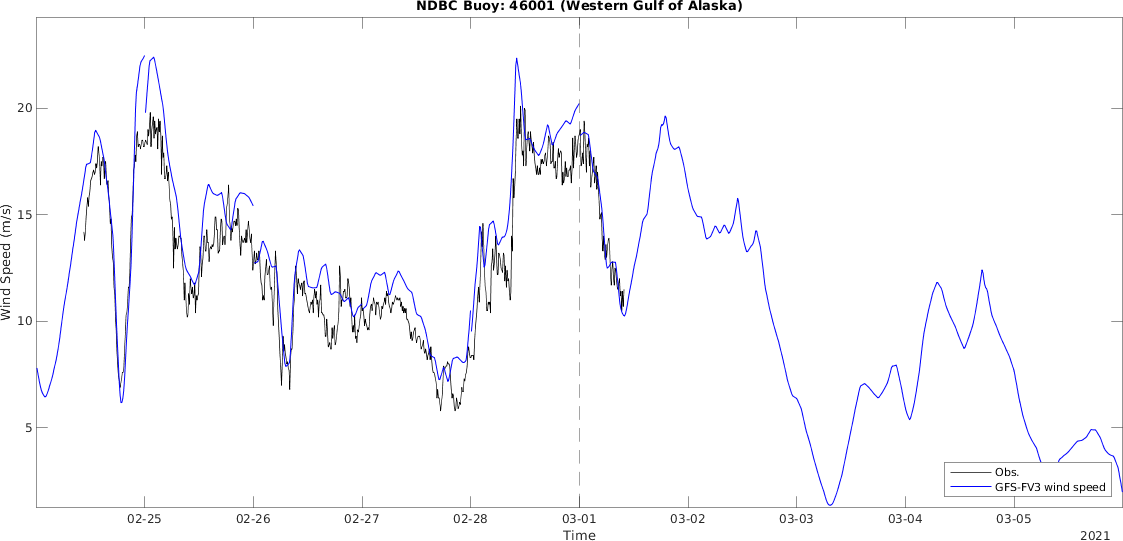 NDBC Buoy: 46001 (Western Gulf of Alaska)
Wind Speed (m/s)
20
15
10
5
Obs.
GFS-FV3 wind speed
02-25 02-26 02-27 02-28 03-01 03-02 03-03 03-04 03-05
Time
2021